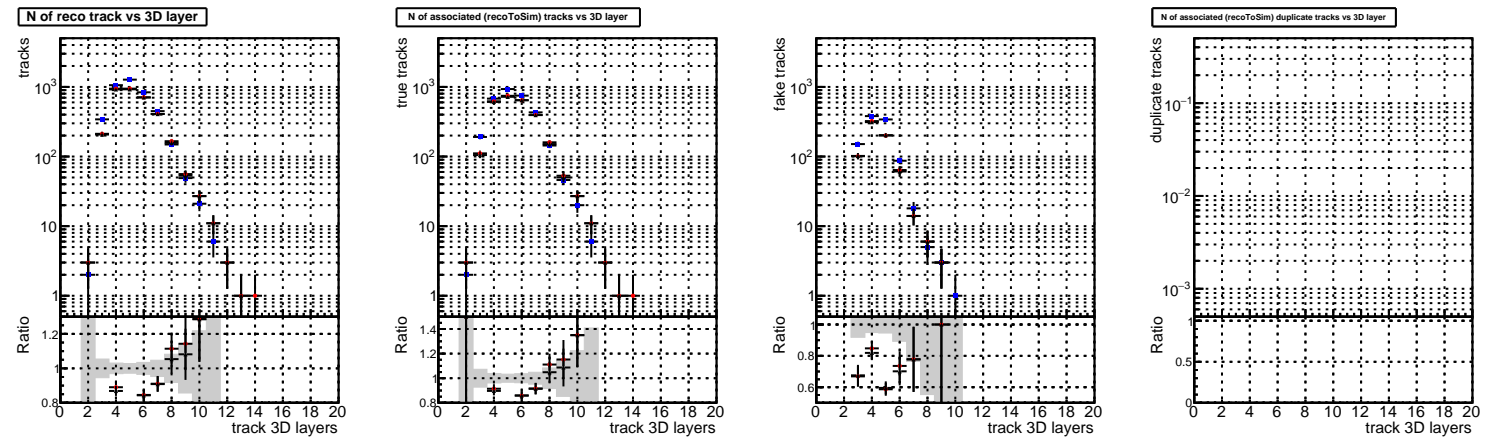 N of reco track vs 3D layer
N of associated (recoToSim) tracks vs 3D layer
N of associated (recoToSim) duplicate tracks vs 3D layer
tracks
10³
10²
10
1
Ratio
1.2
1
0.8
0 2 4 6 8 10 12 14 16 18 20
track 3D layers
true tracks
10³
10²
10
1
Ratio
1.4
1.2
1
0.8
0 2 4 6 8 10 12 14 16 18 20
track 3D layers
fake tracks
10³
10²
10
1
Ratio
1
0.8
0.6
0 2 4 6 8 10 12 14 16 18 20
track 3D layers
duplicate tracks
10⁻¹
10⁻²
10⁻³
Ratio
1
0.5
0
0 2 4 6 8 10 12 14 16 18 20
track 3D layers